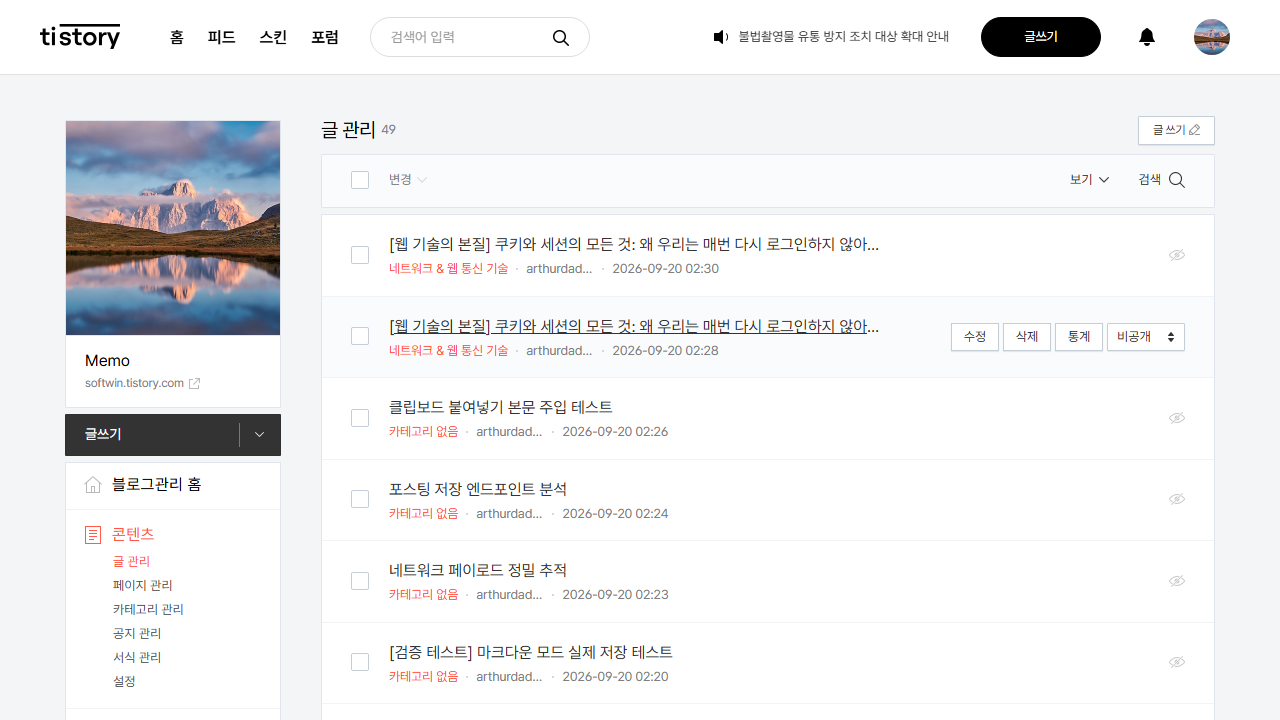 tistory
홈 피드 스킨 포럼
검색어 입력
불법촬영물 유통 방지 조치 대상 확대 안내
글쓰기
Memo
softwin.tistory.com
글쓰기
블로그관리 홈
콘텐츠
글 관리
페이지 관리
카테고리 관리
공지 관리
서식 관리
설정
글 관리 49
글 쓰기
변경
보기
검색
[웹 기술의 본질] 쿠키와 세션의 모든 것: 왜 우리는 매번 다시 로그인하지 않아...
네트워크 & 웹 통신 기술 · arthurdad... · 2026-09-20 02:30
[웹 기술의 본질] 쿠키와 세션의 모든 것: 왜 우리는 매번 다시 로그인하지 않아...
네트워크 & 웹 통신 기술 · arthurdad... · 2026-09-20 02:28
수정 삭제 통계 비공개
클립보드 붙여넣기 본문 주입 테스트
카테고리 없음 · arthurdad... · 2026-09-20 02:26
포스팅 저장 엔드포인트 분석
카테고리 없음 · arthurdad... · 2026-09-20 02:24
네트워크 페이로드 정밀 추적
카테고리 없음 · arthurdad... · 2026-09-20 02:23
[검증 테스트] 마크다운 모드 실제 저장 테스트
카테고리 없음 · arthurdad... · 2026-09-20 02:20